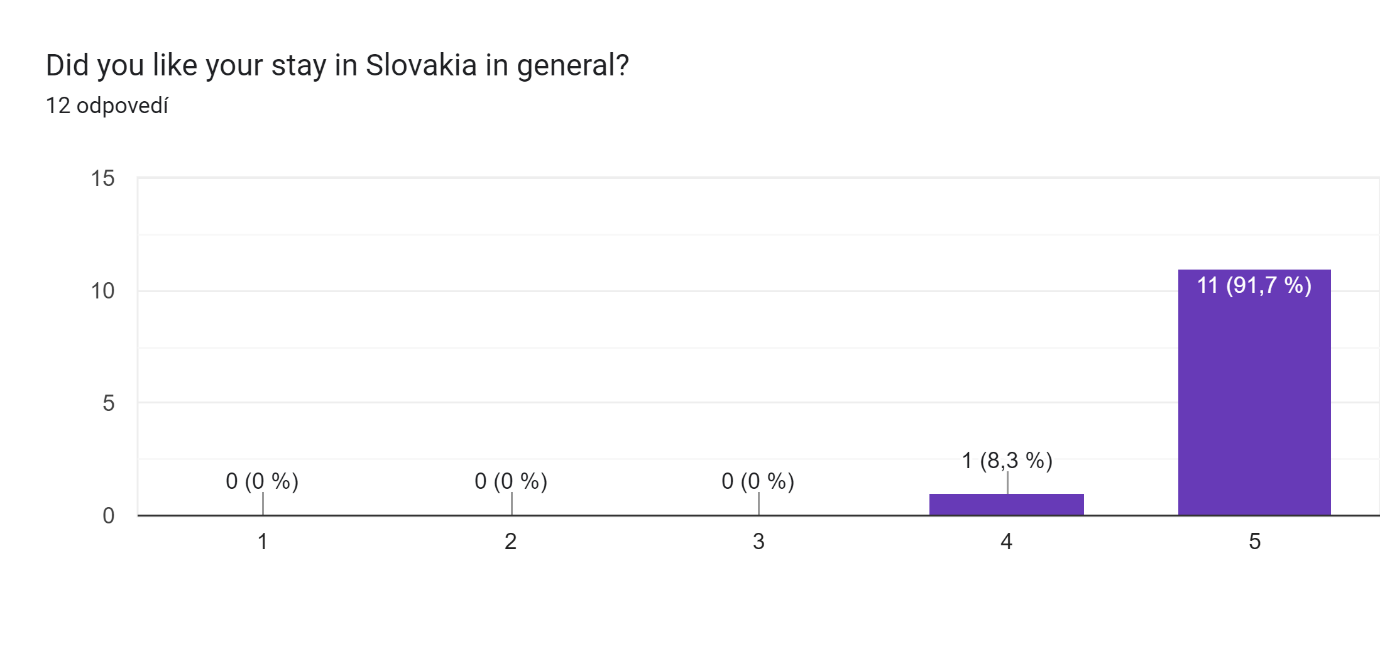 Did you like your stay in Slovakia in general?
12 odpovedí
15
10
5
0
0 (0 %)
0 (0 %)
0 (0 %)
1 (8,3 %)
11 (91,7 %)
1
2
3
4
5